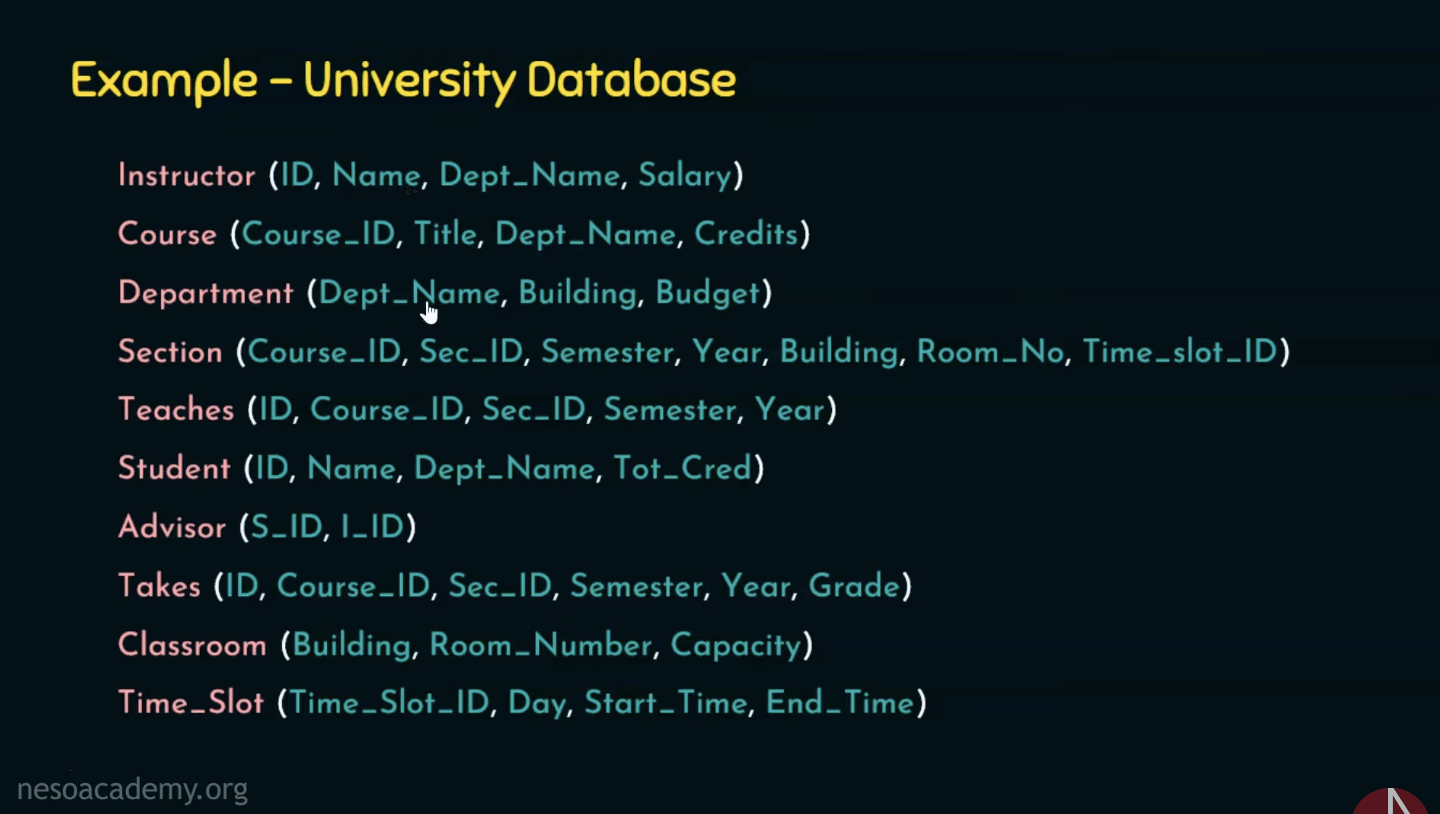 Example – University Database
Instructor (ID, Name, Dept_Name, Salary)
Course (Course_ID, Title, Dept_Name, Credits)
Department (Dept_Name, Building, Budget)
Section (Course_ID, Sec_ID, Semester, Year, Building, Room_No, Time_slot_ID)
Teaches (ID, Course_ID, Sec_ID, Semester, Year)
Student (ID, Name, Dept_Name, Tot_Cred)
Advisor (S_ID, I_ID)
Takes (ID, Course_ID, Sec_ID, Semester, Year, Grade)
Classroom (Building, Room_Number, Capacity)
Time_Slot (Time_Slot_ID, Day, Start_Time, End_Time)
nesoacademy.org